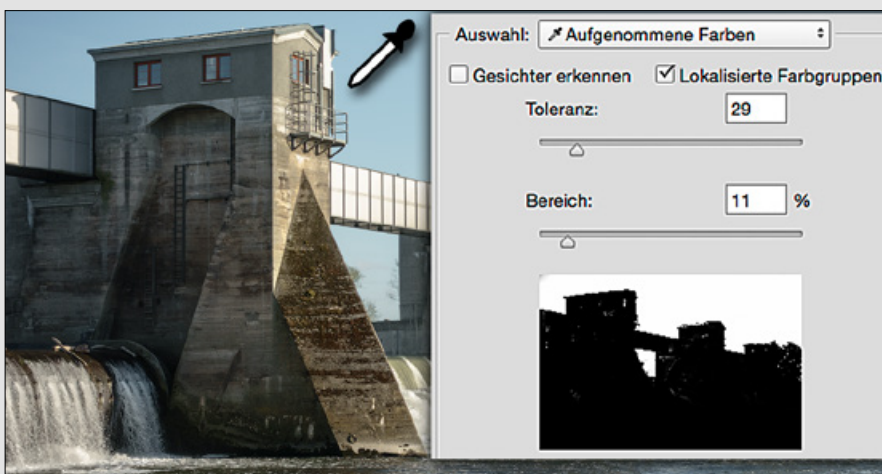 Auswahl: Aufgenommene Farben
Gesichter erkennen Lokalisierte Farbgruppen
Toleranz: 29
Bereich: 11 %